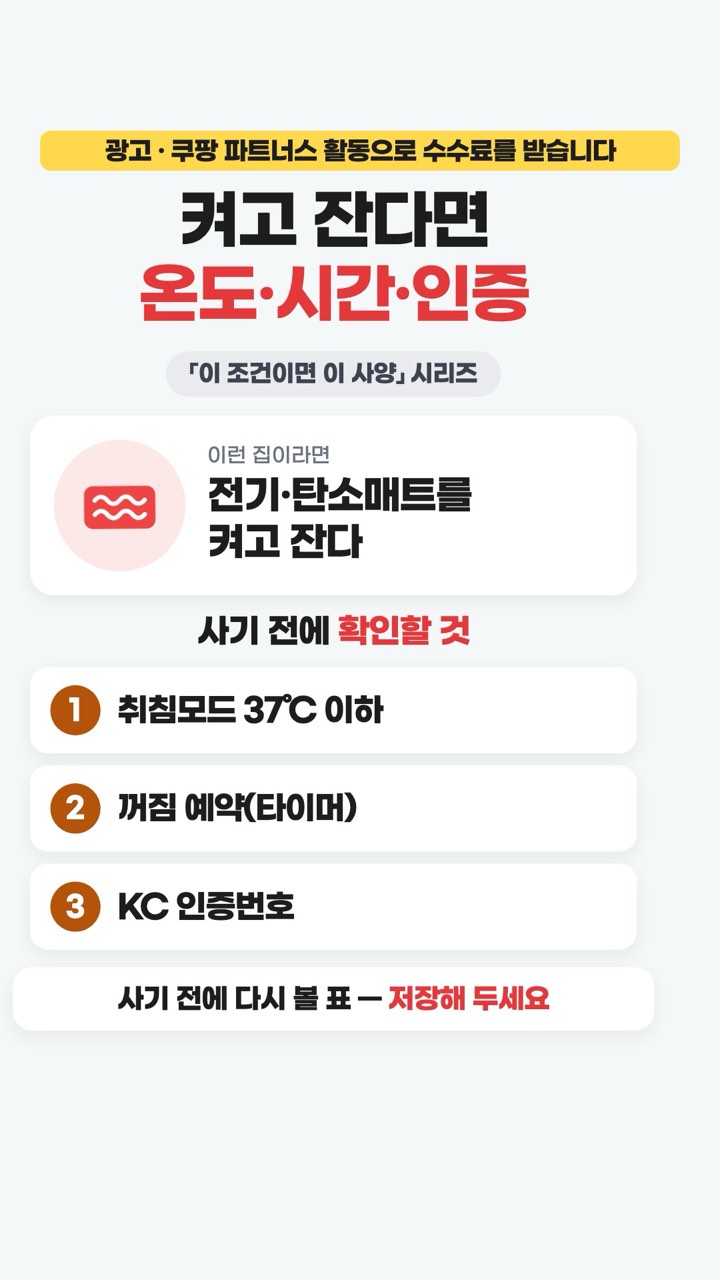 광고 · 쿠팡 파트너스 활동으로 수수료를 받습니다
켜고 잔다면
온도·시간·인증
「이 조건이면 이 사양」 시리즈
이런 집이라면
전기·탄소매트를
켜고 잔다
사기 전에 확인할 것
1 취침모드 37℃ 이하
2 꺼짐 예약(타이머)
3 KC 인증번호
사기 전에 다시 볼 표 — 저장해 두세요